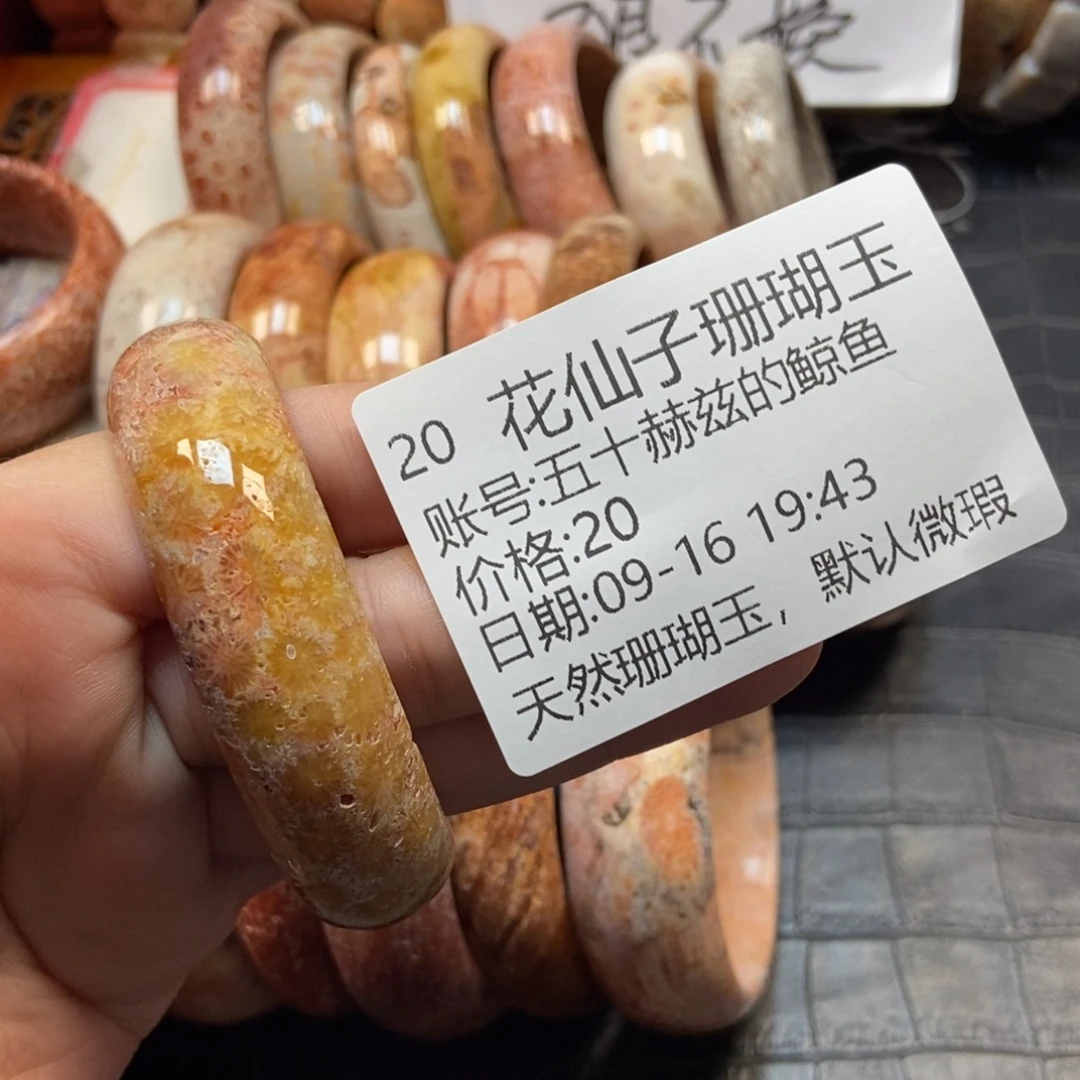 20 花仙子珊瑚玉
账号:五十赫兹的鲸鱼
价格:20
日期:09-16 19:43
天然珊瑚玉，默认微瑕